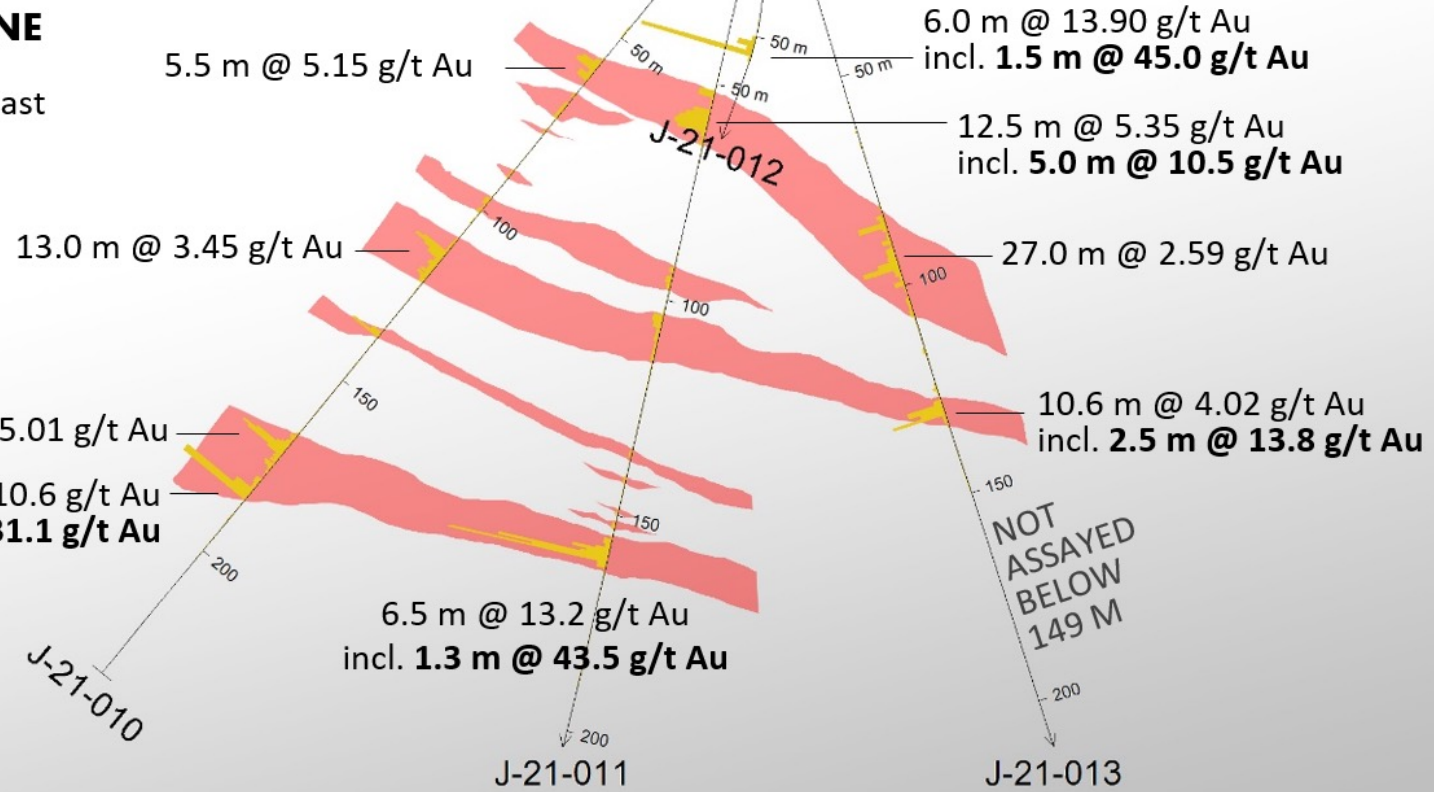 NE
ast
5.5 m @ 5.15 g/t Au
6.0 m @ 13.90 g/t Au
incl. 1.5 m @ 45.0 g/t Au
50 m
50 m
50 m
50 m
12.5 m @ 5.35 g/t Au
incl. 5.0 m @ 10.5 g/t Au
J-21-012
13.0 m @ 3.45 g/t Au
100
27.0 m @ 2.59 g/t Au
100
100
150
10.6 m @ 4.02 g/t Au
incl. 2.5 m @ 13.8 g/t Au
5.01 g/t Au
10.6 g/t Au
31.1 g/t Au
150
150
NOT
ASSAYED
BELOW
149 M
200
6.5 m @ 13.2 g/t Au
incl. 1.3 m @ 43.5 g/t Au
J-21-010
200
200
J-21-011
J-21-013